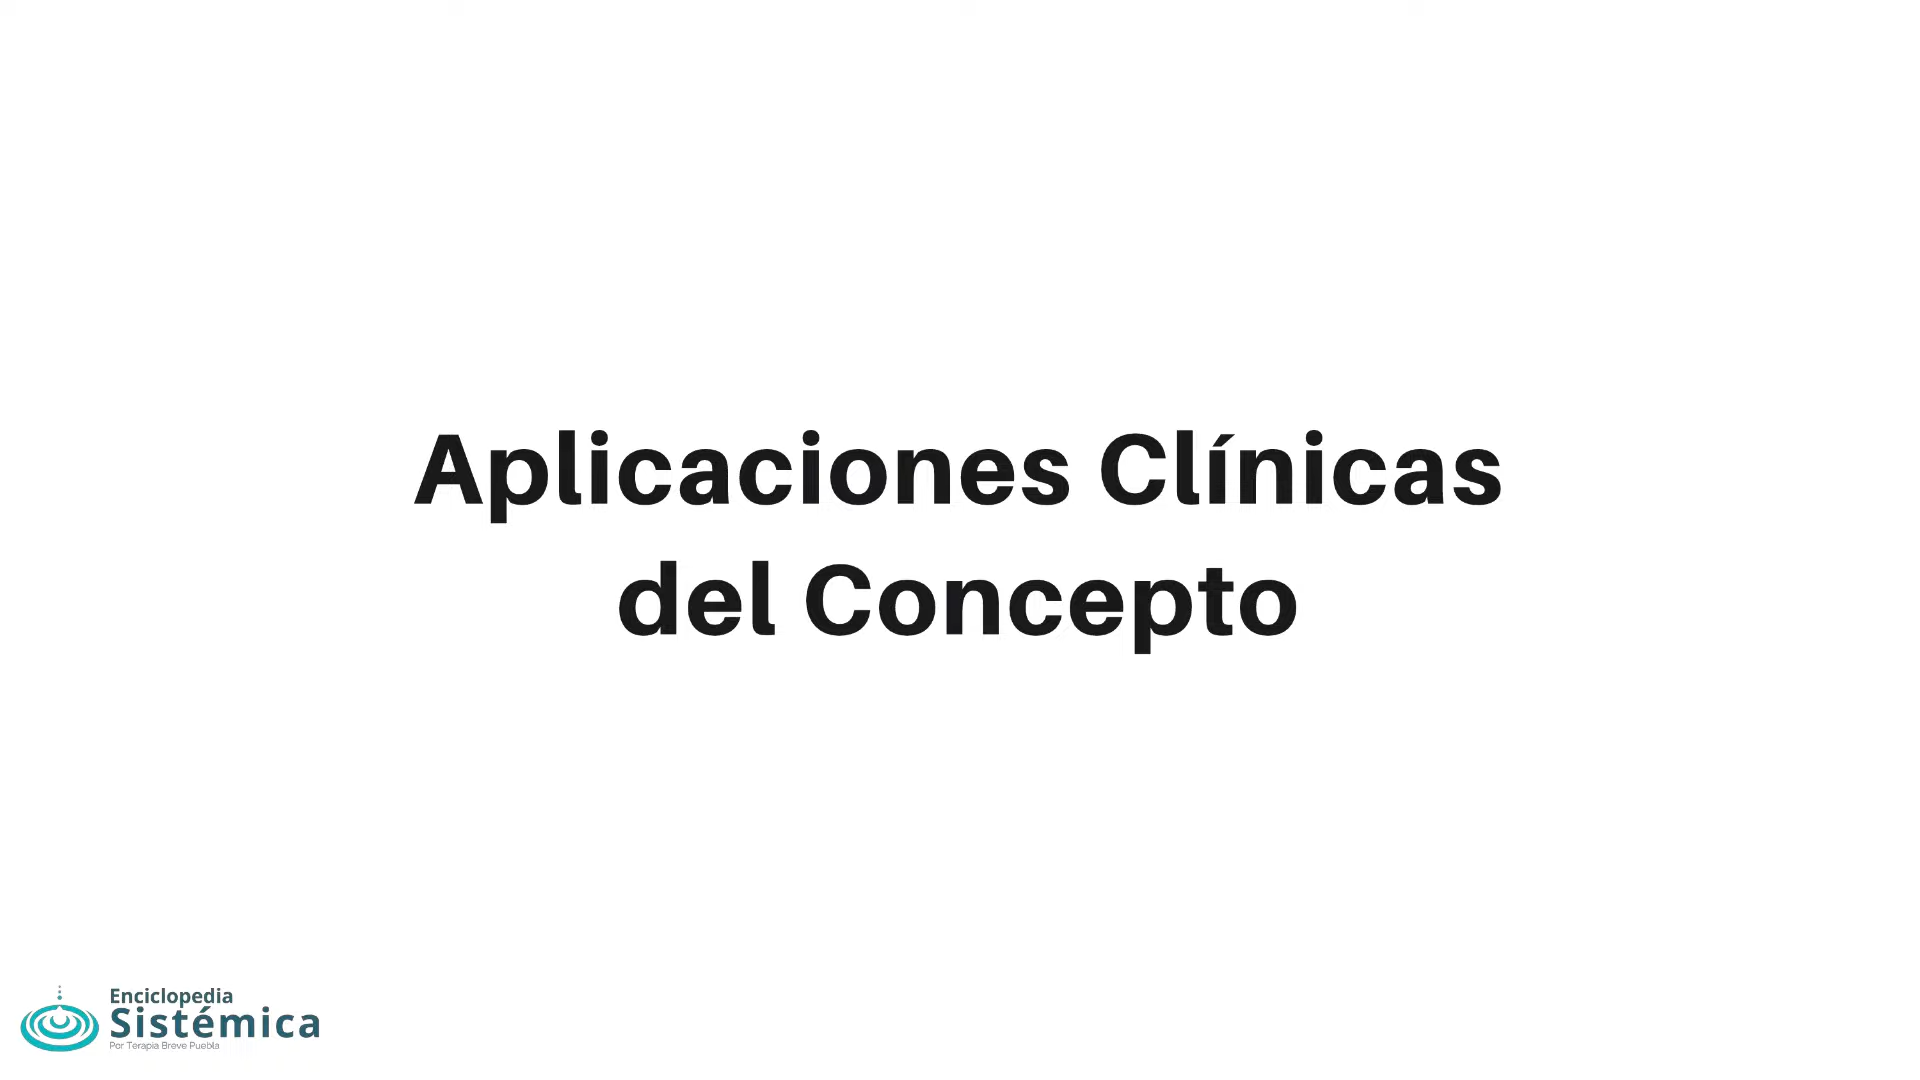 Aplicaciones Clínicas
del Concepto
Enciclopedia
Sistémica
Por Terapia Breve Puebla